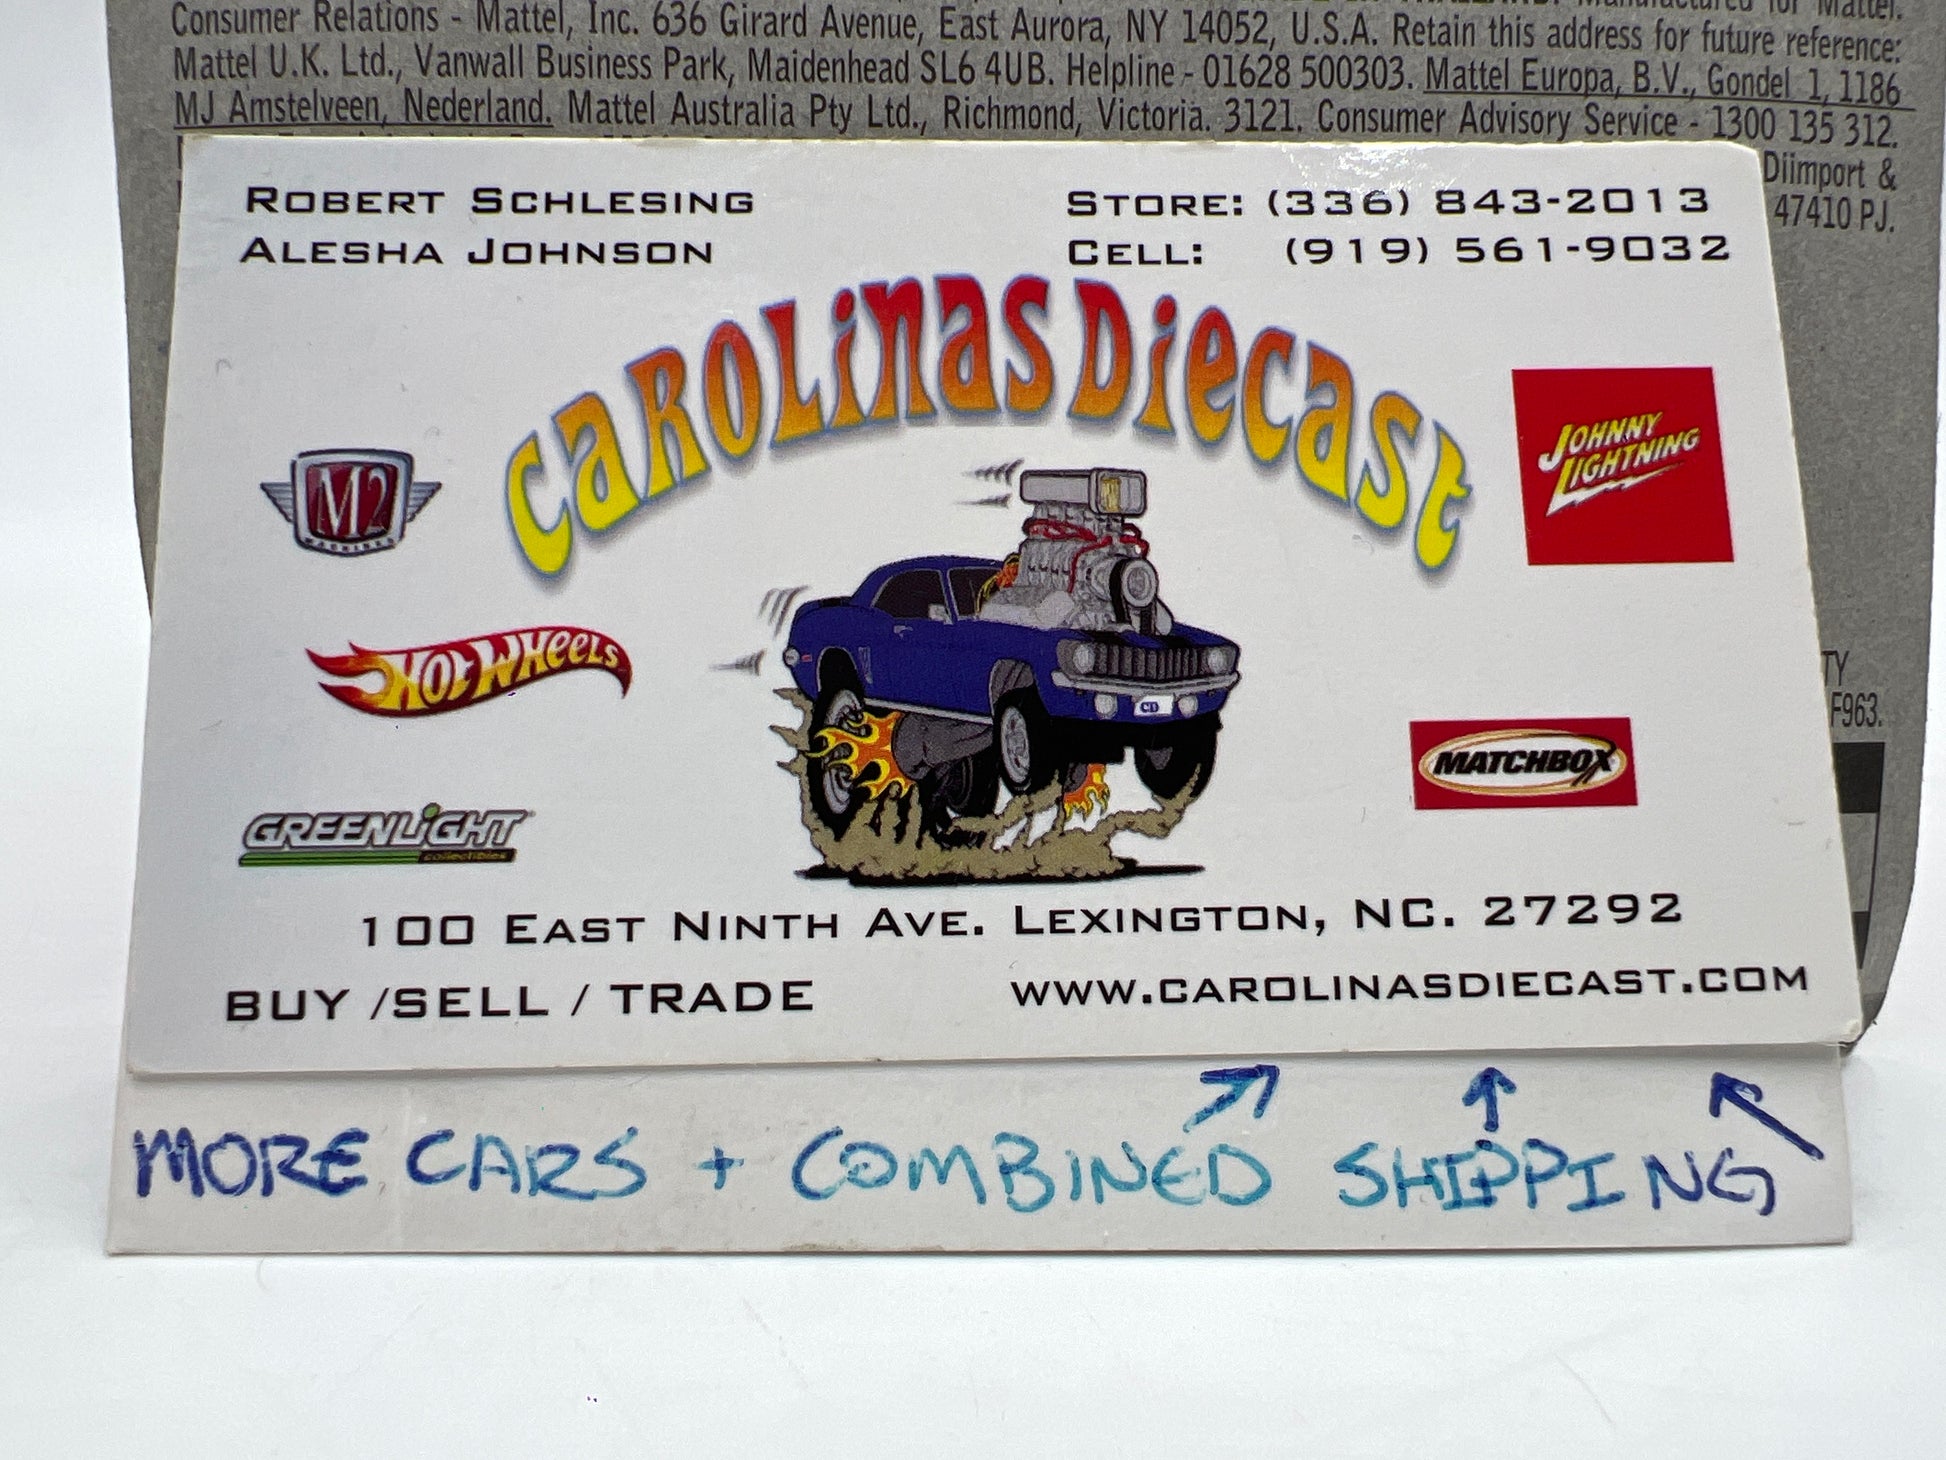 Consumer Relations - Mattel, Inc. 636 Girard Avenue, East Aurora, NY 14052, U.S.A. Retain this address for future reference:
Mattel U.K. Ltd., Vanwall Business Park, Maidenhead SL6 4UB. Helpline - 01628 500303. Mattel Europa, B.V., Gondel 1, 1186
MJ Amstelveen, Nederland. Mattel Australia Pty Ltd., Richmond, Victoria. 3121. Consumer Advisory Service - 1300 135 312.
Diimport &
47410 PJ.
TY
F963.
ROBERT SCHLESING
ALESHA JOHNSON
STORE: (336) 843-2013
CELL: (919) 561-9032
CAROLINAS DIECAST
M2
MACHINES
JOHNNY
LIGHTNING
HOT WHEELS
MATCHBOX
GREENLIGHT
collectibles
100 EAST NINTH AVE. LEXINGTON, NC. 27292
BUY /SELL / TRADE
WWW.CAROLINASDIECAST.COM
MORE CARS + COMBINED SHIPPING